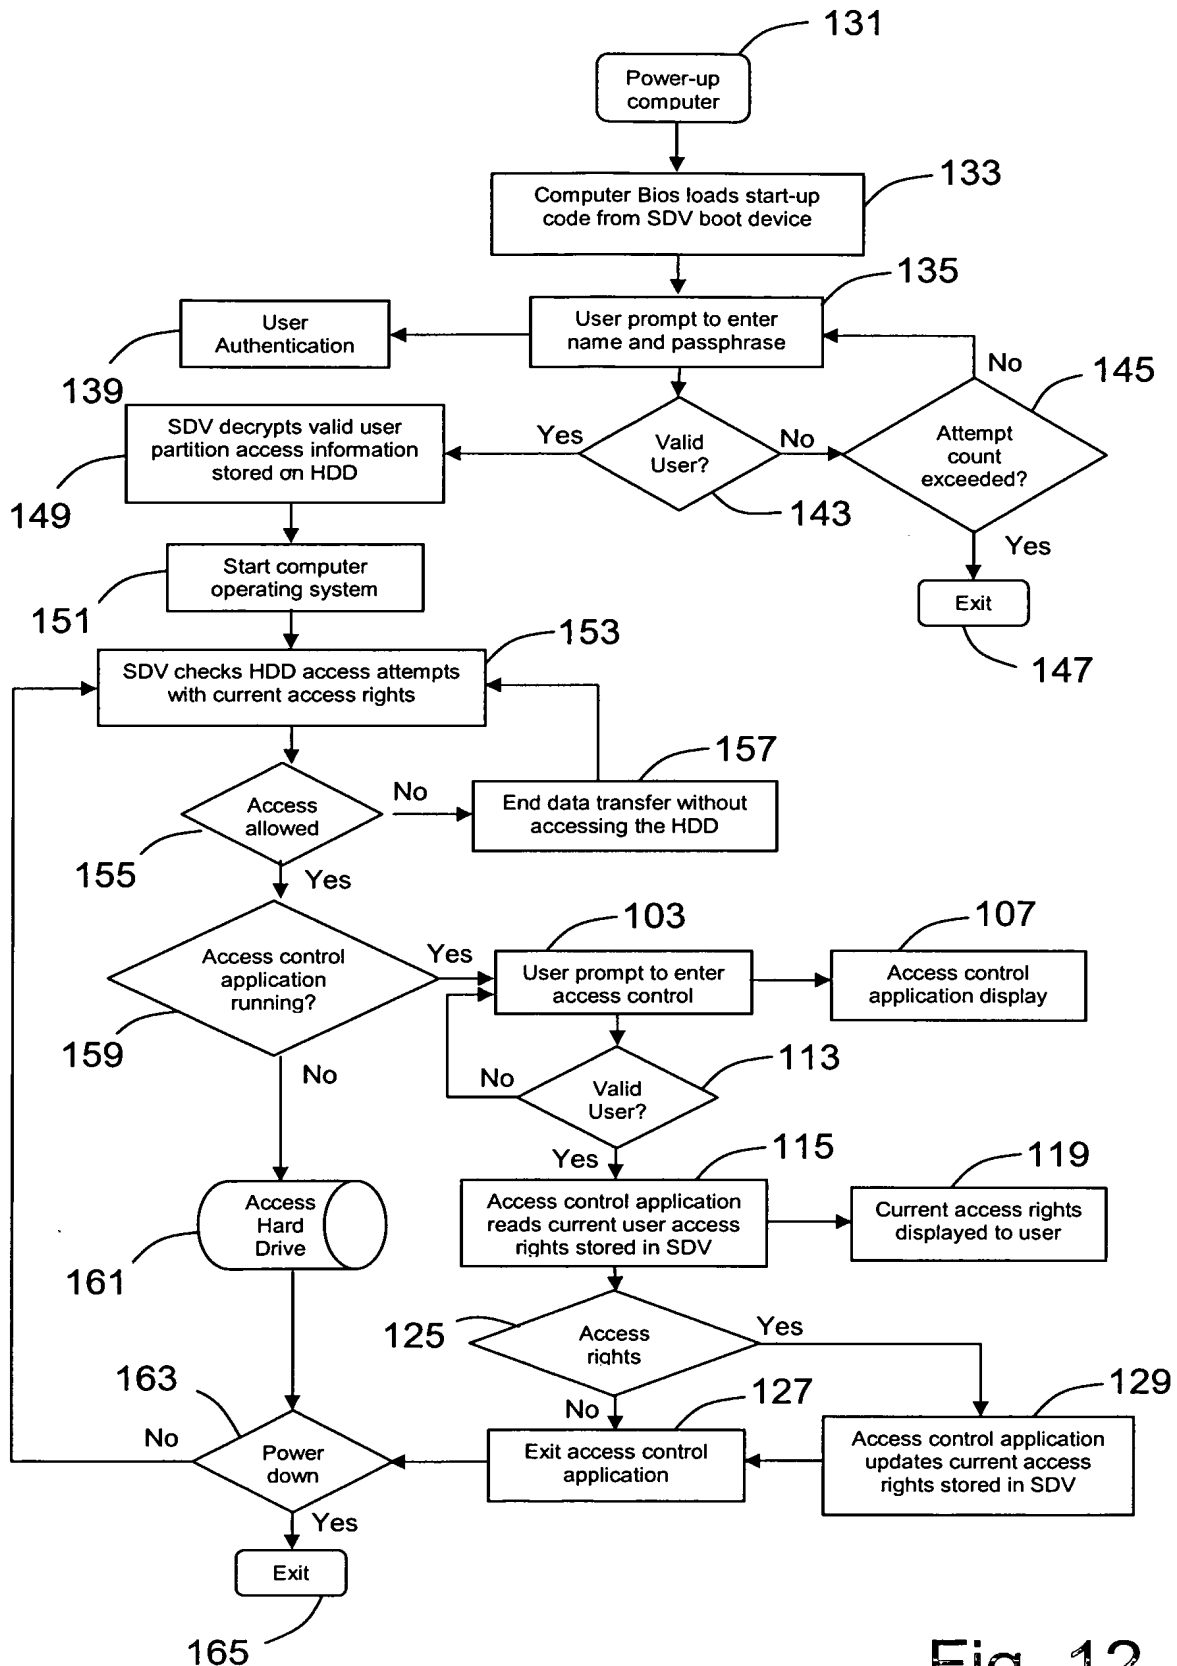 131
Power-up
computer
133
Computer Bios loads start-up
code from SDV boot device
135
User prompt to enter
name and passphrase
User
Authentication
139
No
145
SDV decrypts valid user
partition access information
stored on HDD
149
Yes
Valid
User?
143
No
Attempt
count
exceeded?
Yes
Exit
147
Start computer
operating system
151
153
SDV checks HDD access attempts
with current access rights
157
Access
allowed
No
End data transfer without
accessing the HDD
155
Yes
103
107
Access control
application
running?
Yes
User prompt to enter
access control
Access control
application display
159
No
No
Valid
User?
113
Yes
115
119
Access
Hard
Drive
161
Access control application
reads current user access
rights stored in SDV
Current access rights
displayed to user
125
Access
rights
Yes
No
127
129
163
No
Power
down
Exit access control
application
Access control application
updates current access
rights stored in SDV
Yes
Exit
165
Fig. 12